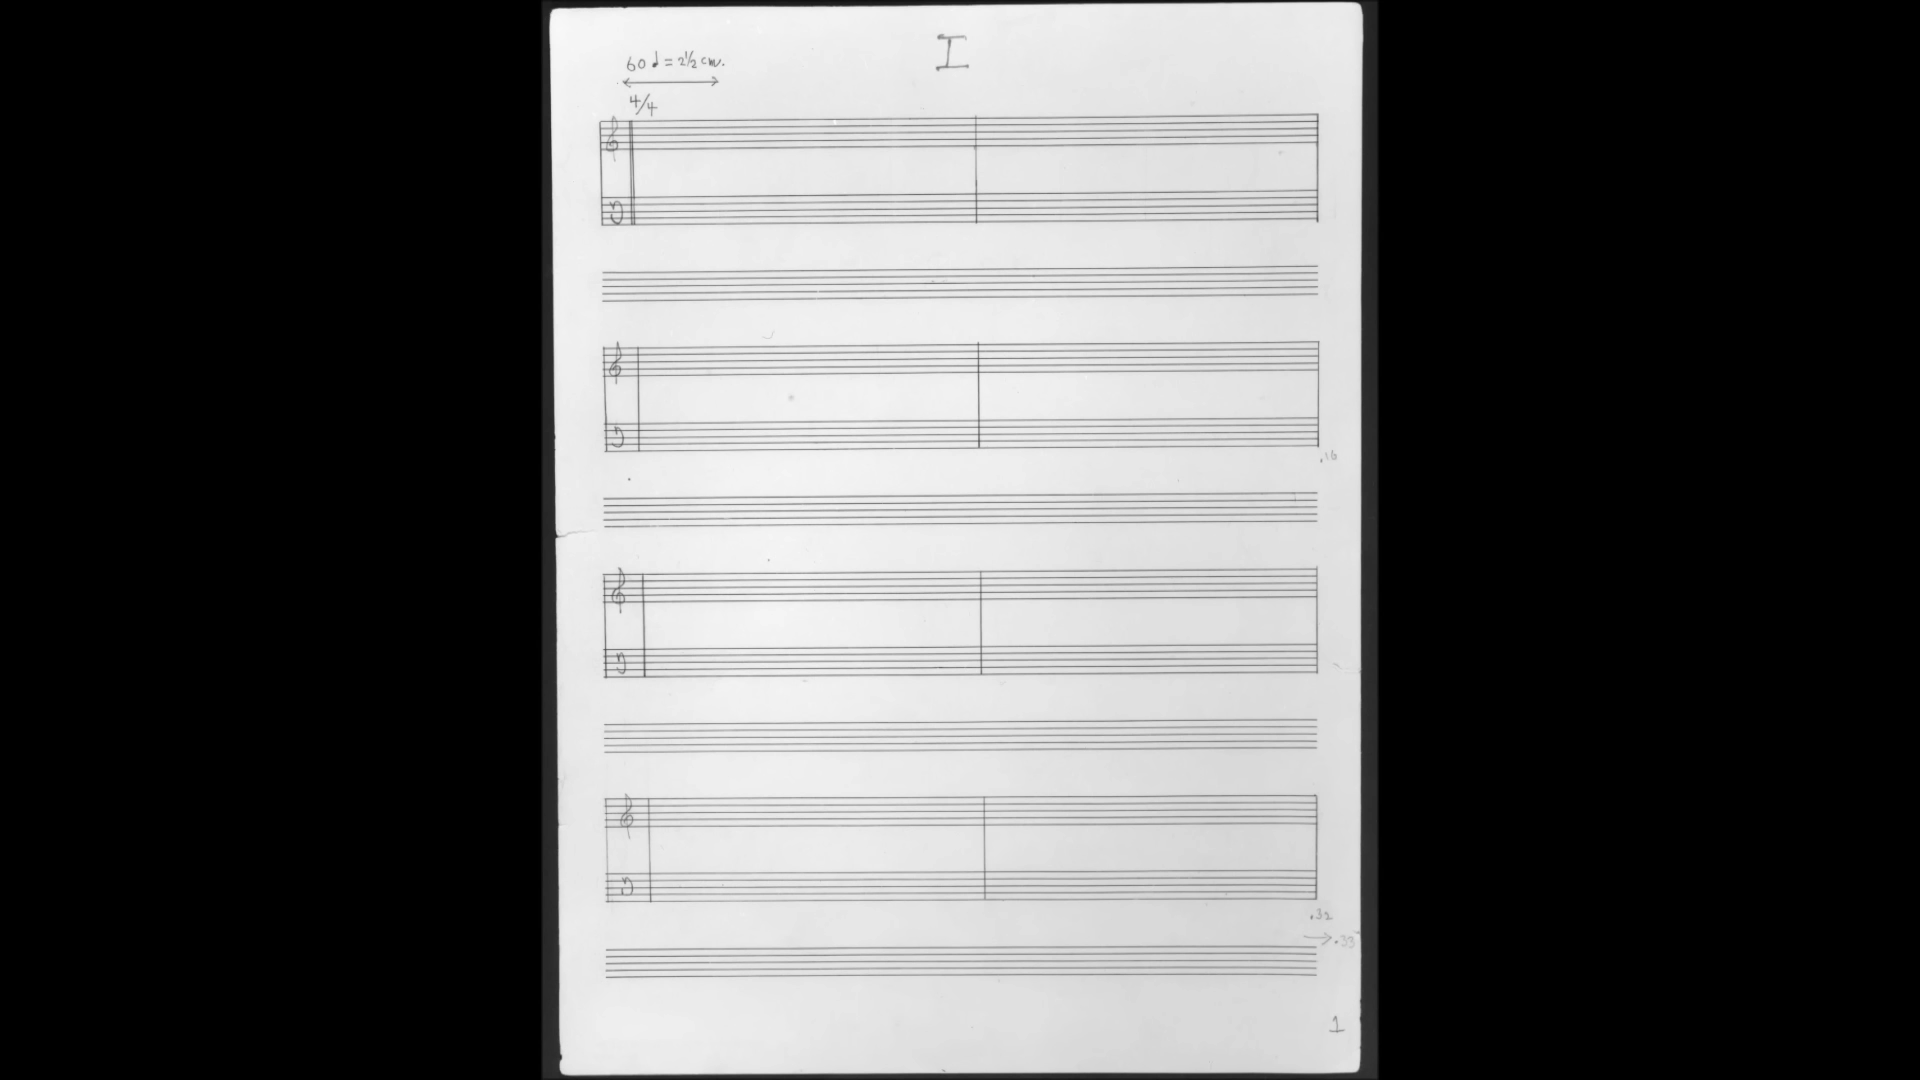 I
60 ♩ = 2½ cm.
4/4
.16
.32
→ .33
1